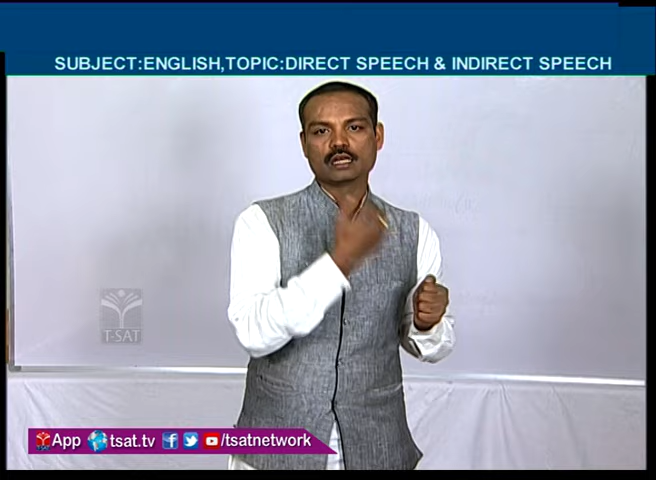 SUBJECT:ENGLISH,TOPIC:DIRECT SPEECH & INDIRECT SPEECH
T-SAT
App tsat.tv /tsatnetwork